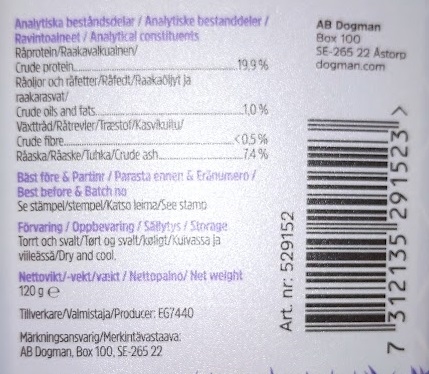 Analytiska beståndsdelar / Analytiske bestanddeler /
Ravintoaineet / Analytical constituents
Råprotein/Raakavalkuainen/
Crude protein 19,9 %
Råoljor och råfetter/Råfedt/Raakaöljyt ja
raakarasvat/
Crude oils and fats 1,0 %
Växttråd/Råtrevler/Træstof/Kasvikuitu/
Crude fibre <0,5 %
Råaska/Råaske/Tuhka/Crude ash 7,4 %
Bäst före & Partinr / Parasta ennen & Eränumero /
Best before & Batch no
Se stämpel/stempel/Katso leima/See stamp
Förvaring / Oppbevaring / Säilytys / Storage
Torrt och svalt/Tørt og svalt/køligt/Kuivassa ja
viileässä/Dry and cool.
Nettovikt/-vekt/vækt / Nettopaino/ Net weight
120 g ℮
Tillverkare/Valmistaja/Producer: EG7440
Märkningsansvarig/Merkintävastaava:
AB Dogman, Box 100, SE-265 22
AB Dogman
Box 100
SE-265 22 Åstorp
dogman.com
Art. nr: 529152
7 312135 291523 >